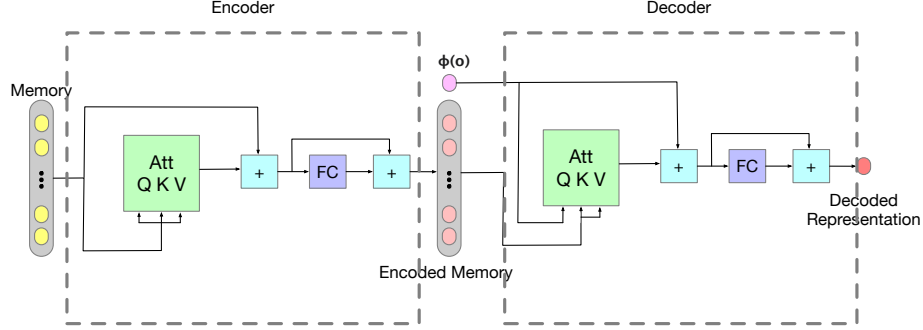 Encoder
Decoder
Memory
ϕ(o)
Att
Q K V
+
FC
+
Att
Q K V
+
FC
+
Encoded Memory
Decoded
Representation